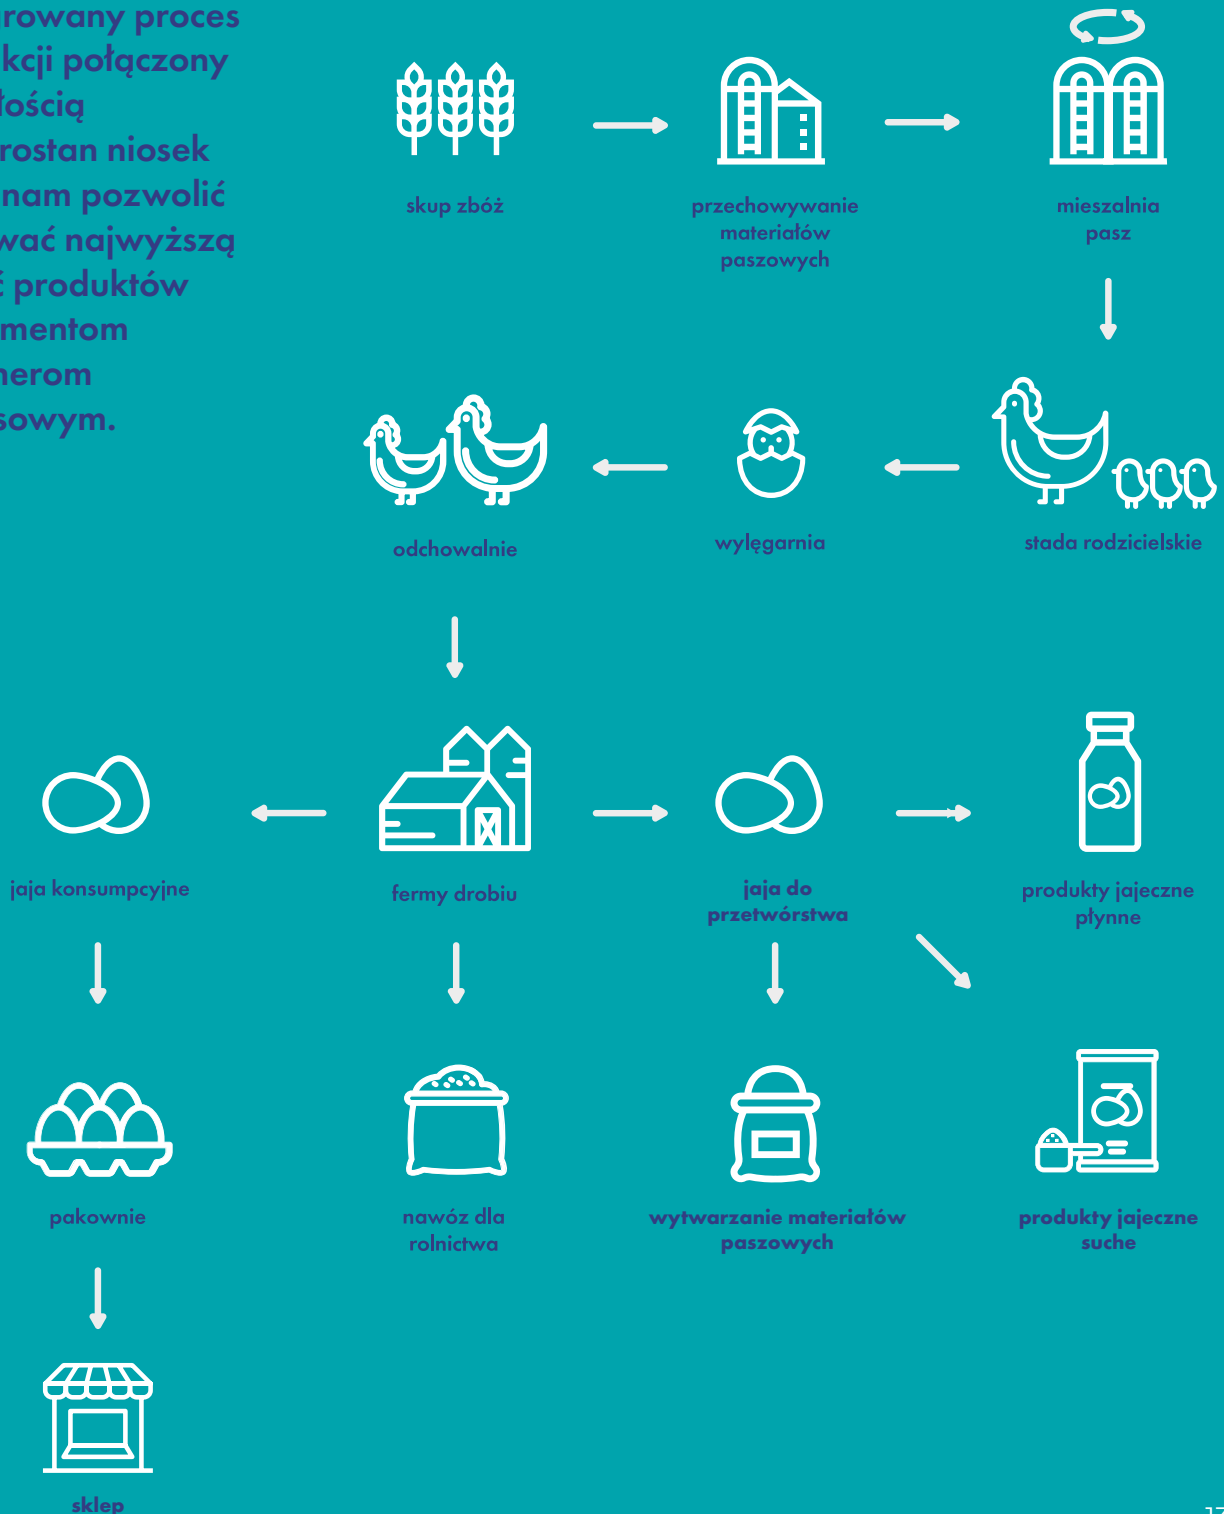 rowany proces
kcji połączony
łością
rostan niosek
nam pozwolić
wać najwyższą
ć produktów
mentom
nerom
sowym.
skup zbóż
przechowywanie
materiałów
paszowych
mieszalnia
pasz
odchowalnie
wylęgarnia
stada rodzicielskie
jaja konsumpcyjne
fermy drobiu
jaja do
przetwórstwa
produkty jajeczne
płynne
pakownie
nawóz dla
rolnictwa
wytwarzanie materiałów
paszowych
produkty jajeczne
suche
sklep